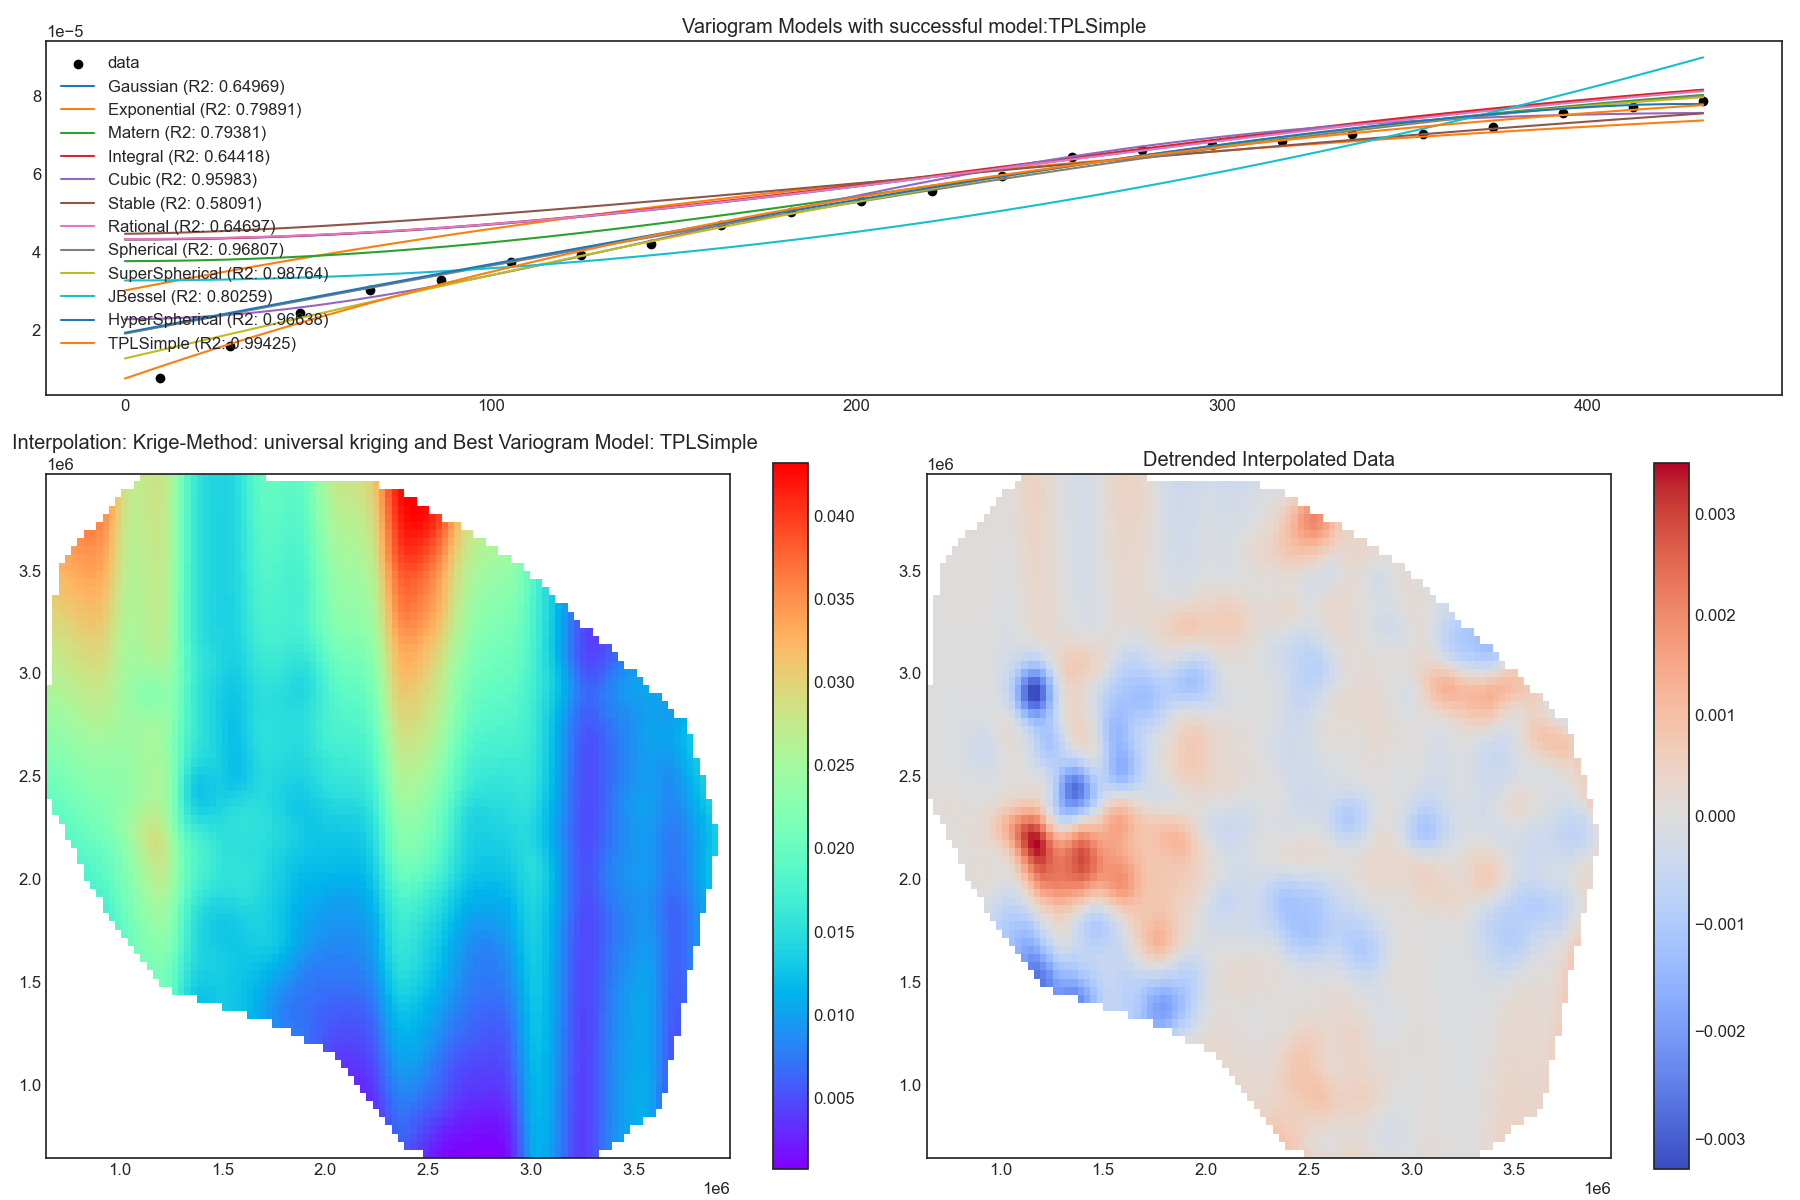 Variogram Models with successful model:TPLSimple
1e−5
data
Gaussian (R2: 0.64969)
Exponential (R2: 0.79891)
Matern (R2: 0.79381)
Integral (R2: 0.64418)
Cubic (R2: 0.95983)
Stable (R2: 0.58091)
Rational (R2: 0.64697)
Spherical (R2: 0.96807)
SuperSpherical (R2: 0.98764)
JBessel (R2: 0.80259)
HyperSpherical (R2: 0.96638)
TPLSimple (R2: 0.99425)
8
6
4
2
0 100 200 300 400
Interpolation: Krige-Method: universal kriging and Best Variogram Model: TPLSimple
1e6
3.5
3.0
2.5
2.0
1.5
1.0
1.0 1.5 2.0 2.5 3.0 3.5
1e6
0.040
0.035
0.030
0.025
0.020
0.015
0.010
0.005
Detrended Interpolated Data
1e6
3.5
3.0
2.5
2.0
1.5
1.0
1.0 1.5 2.0 2.5 3.0 3.5
1e6
0.003
0.002
0.001
0.000
−0.001
−0.002
−0.003